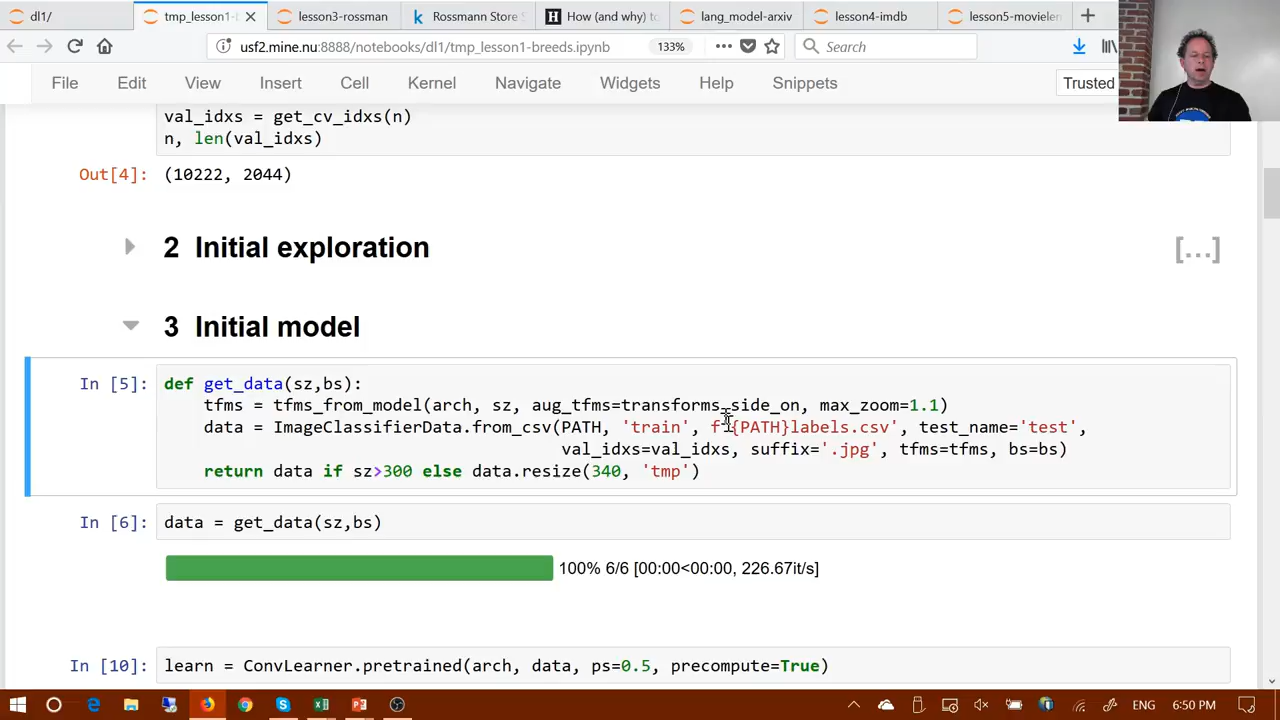 dl1/
tmp_lesson1-b
lesson3-rossman
Rossmann Store S
How (and why) to
lang_model-arxiv
lesson4-imdb
lesson5-movielen
usf2.mine.nu:8888/notebooks/dl1/tmp_lesson1-breeds.ipynb
133%
Search
File Edit View Insert Cell Kernel Navigate Widgets Help Snippets Trusted
val_idxs = get_cv_idxs(n)
n, len(val_idxs)
Out[4]: (10222, 2044)
2 Initial exploration
[...]
3 Initial model
In [5]: def get_data(sz,bs):
tfms = tfms_from_model(arch, sz, aug_tfms=transforms_side_on, max_zoom=1.1)
data = ImageClassifierData.from_csv(PATH, 'train', f'{PATH}labels.csv', test_name='test',
val_idxs=val_idxs, suffix='.jpg', tfms=tfms, bs=bs)
return data if sz>300 else data.resize(340, 'tmp')
In [6]: data = get_data(sz,bs)
100% 6/6 [00:00<00:00, 226.67it/s]
In [10]: learn = ConvLearner.pretrained(arch, data, ps=0.5, precompute=True)
ENG 6:50 PM